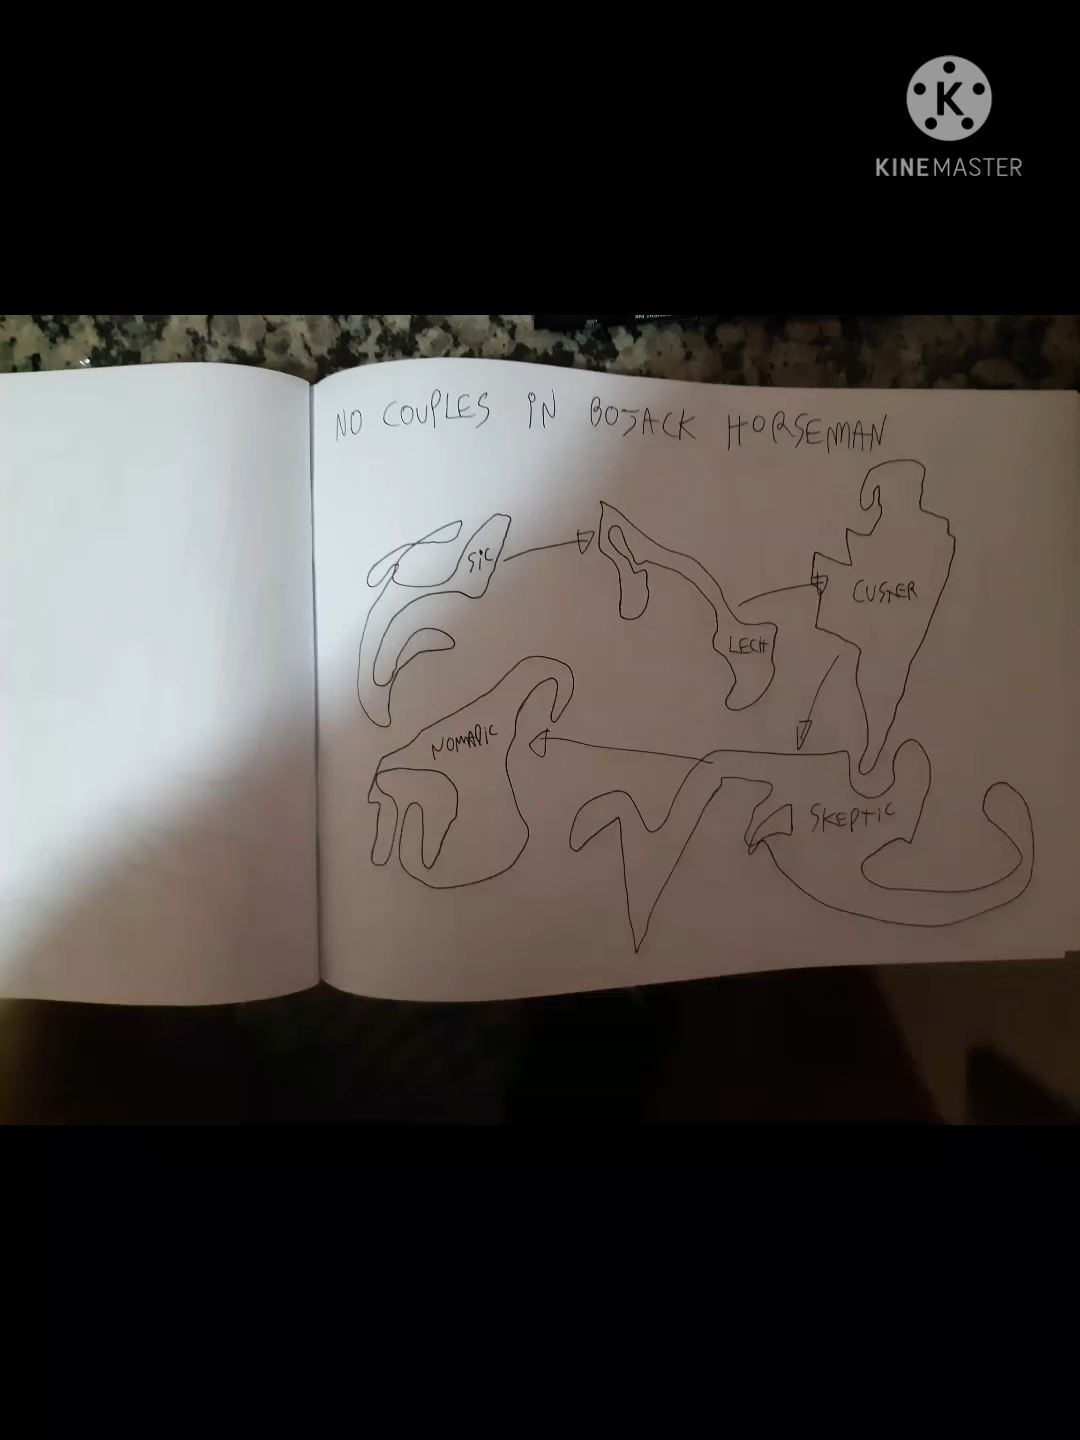 KINEMASTER
NO COUPLES IN BOJACK HORSEMAN
SIC
LECH
CUSTER
NOMADIC
SKEPTIC